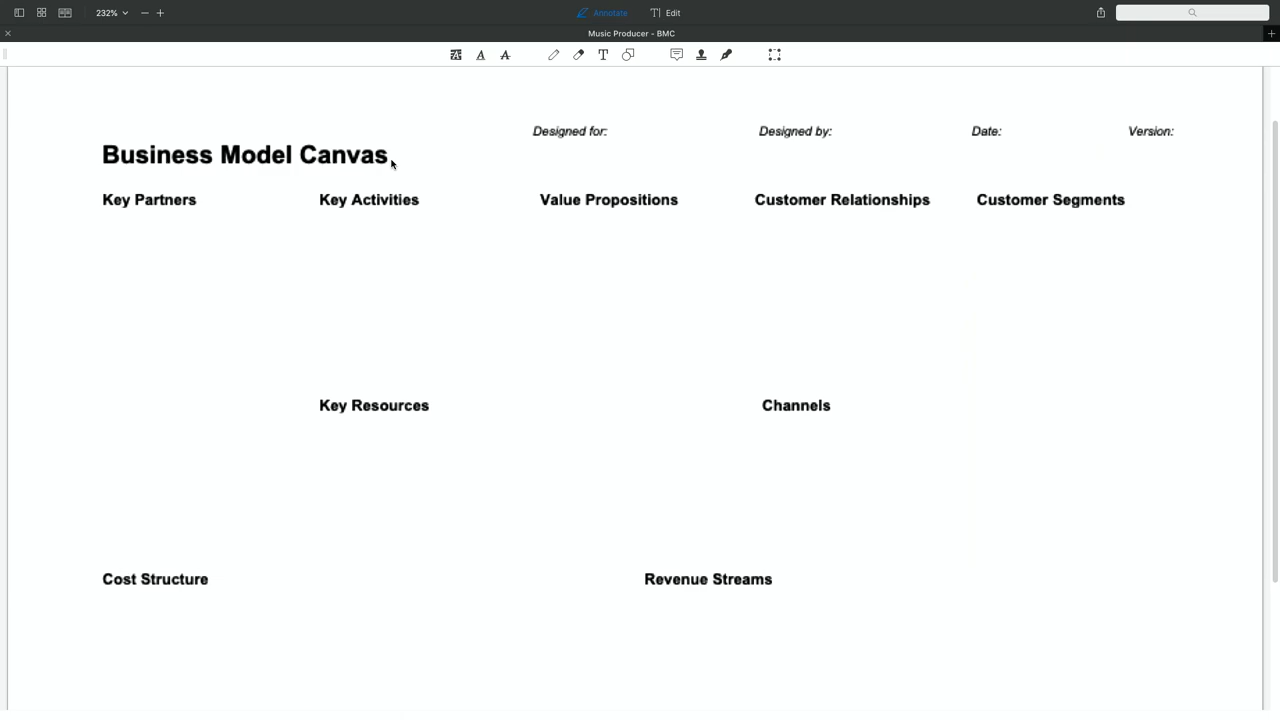 232%
Annotate
Edit
Music Producer - BMC
Designed for:
Designed by:
Date:
Version:
Business Model Canvas
Key Partners
Key Activities
Value Propositions
Customer Relationships
Customer Segments
Key Resources
Channels
Cost Structure
Revenue Streams